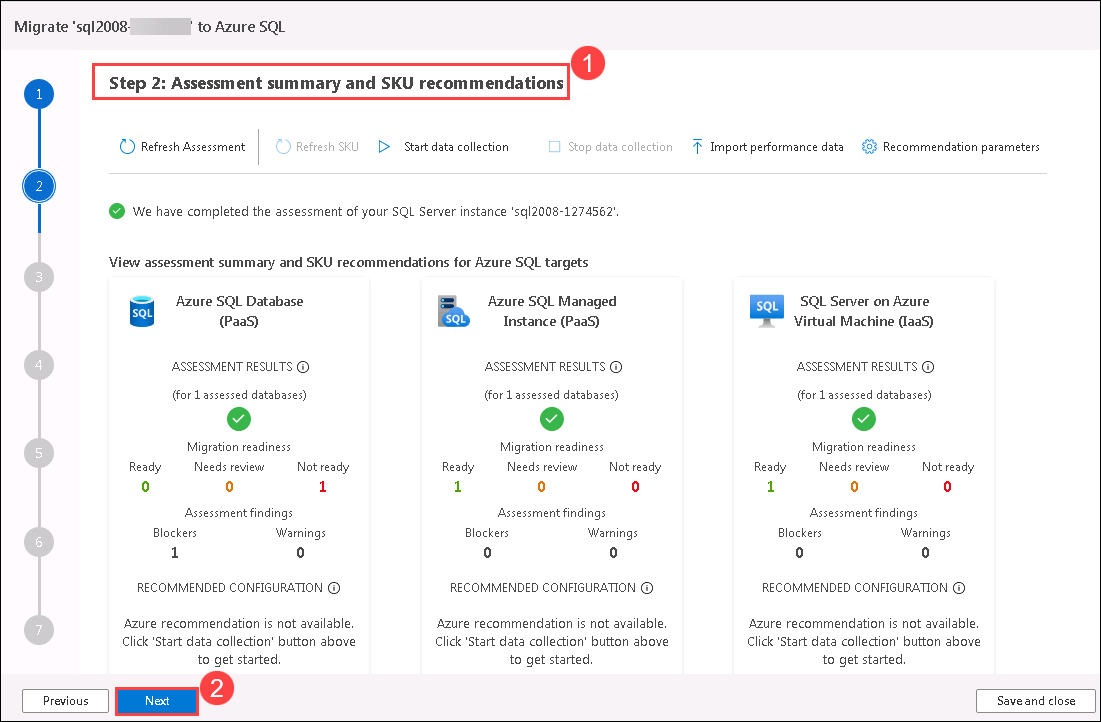 Migrate 'sql2008-        ' to Azure SQL
1
Step 2: Assessment summary and SKU recommendations
1
Refresh Assessment
Refresh SKU
Start data collection
Stop data collection
Import performance data
Recommendation parameters
2
We have completed the assessment of your SQL Server instance 'sql2008-1274562'.
View assessment summary and SKU recommendations for Azure SQL targets
3
4
5
6
7
SQL
Azure SQL Database
(PaaS)
ASSESSMENT RESULTS
(for 1 assessed databases)
Migration readiness
Ready Needs review Not ready
0 0 1
Assessment findings
Blockers Warnings
1 0
RECOMMENDED CONFIGURATION
Azure recommendation is not available.
Click 'Start data collection' button above
to get started.
SQL
Azure SQL Managed
Instance (PaaS)
ASSESSMENT RESULTS
(for 1 assessed databases)
Migration readiness
Ready Needs review Not ready
1 0 0
Assessment findings
Blockers Warnings
0 0
RECOMMENDED CONFIGURATION
Azure recommendation is not available.
Click 'Start data collection' button above
to get started.
SQL
SQL Server on Azure
Virtual Machine (IaaS)
ASSESSMENT RESULTS
(for 1 assessed databases)
Migration readiness
Ready Needs review Not ready
1 0 0
Assessment findings
Blockers Warnings
0 0
RECOMMENDED CONFIGURATION
Azure recommendation is not available.
Click 'Start data collection' button above
to get started.
Previous
Next
2
Save and close